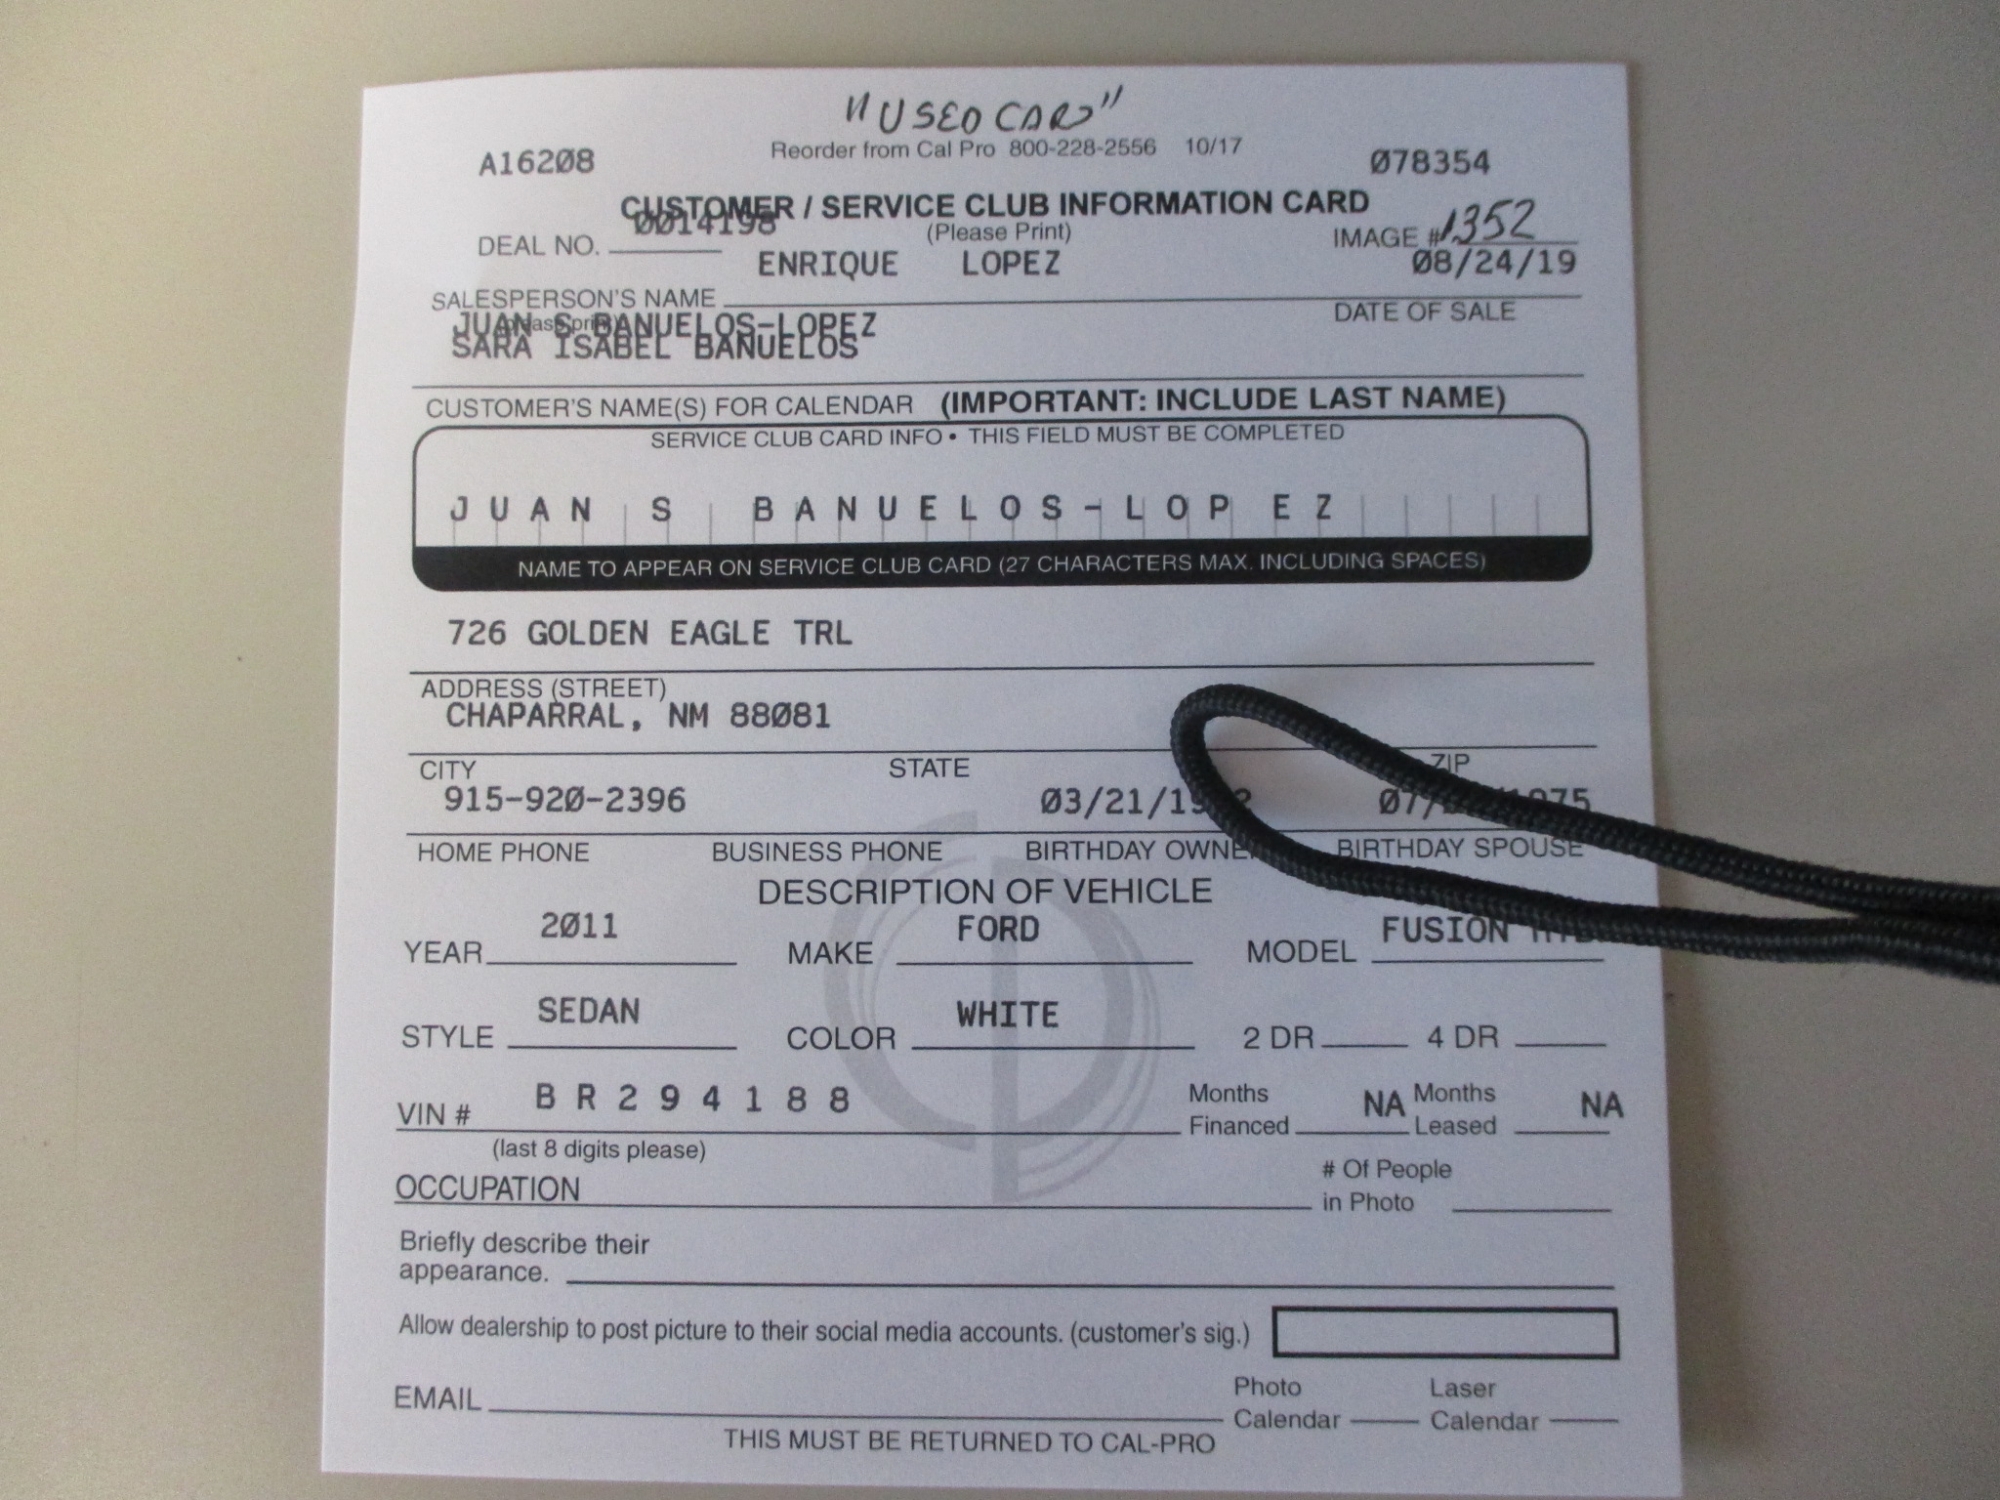 "USED CAR"
Reorder from Cal Pro 800-228-2556 10/17
A16208 078354
CUSTOMER / SERVICE CLUB INFORMATION CARD
0014198
(Please Print)
DEAL NO. IMAGE # 1352
ENRIQUE LOPEZ 08/24/19
SALESPERSON'S NAME DATE OF SALE
(please print)
JUAN S BANUELOS-LOPEZ
SARA ISABEL BANUELOS
CUSTOMER'S NAME(S) FOR CALENDAR (IMPORTANT: INCLUDE LAST NAME)
SERVICE CLUB CARD INFO • THIS FIELD MUST BE COMPLETED
JUAN S BANUELOS-LOPEZ
NAME TO APPEAR ON SERVICE CLUB CARD (27 CHARACTERS MAX. INCLUDING SPACES)
726 GOLDEN EAGLE TRL
ADDRESS (STREET)
CHAPARRAL, NM 88081
CITY STATE ZIP
915-920-2396 03/21/
HOME PHONE BUSINESS PHONE BIRTHDAY OWNER BIRTHDAY SPOUSE
DESCRIPTION OF VEHICLE
YEAR 2011 MAKE FORD MODEL FUSION
STYLE SEDAN COLOR WHITE 2 DR 4 DR
VIN # BR294188 Months Financed NA Months Leased NA
(last 8 digits please)
OCCUPATION # Of People in Photo
Briefly describe their
appearance.
Allow dealership to post picture to their social media accounts. (customer's sig.)
EMAIL Photo Calendar Laser Calendar
THIS MUST BE RETURNED TO CAL-PRO